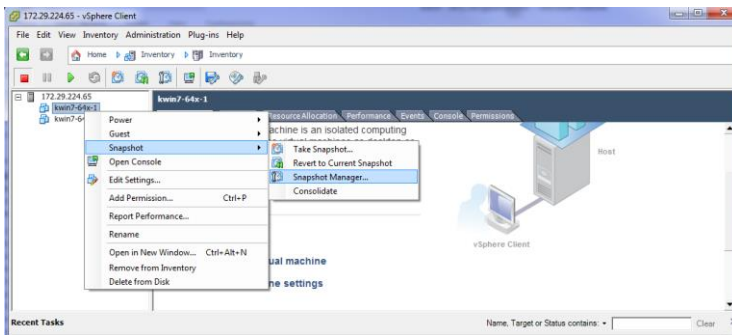 172.29.224.65 - vSphere Client
File Edit View Inventory Administration Plug-ins Help
Home Inventory Inventory
172.29.224.65
kwin7-64x-1
kwin7-6
kwin7-64x-1
Resource Allocation Performance Events Console Permissions
achine is an isolated computing
Host
vSphere Client
ual machine
ne settings
Power
Guest
Snapshot
Open Console
Edit Settings...
Add Permission... Ctrl+P
Report Performance...
Rename
Open in New Window... Ctrl+Alt+N
Remove from Inventory
Delete from Disk
Take Snapshot...
Revert to Current Snapshot
Snapshot Manager...
Consolidate
Recent Tasks
Name, Target or Status contains:
Clear